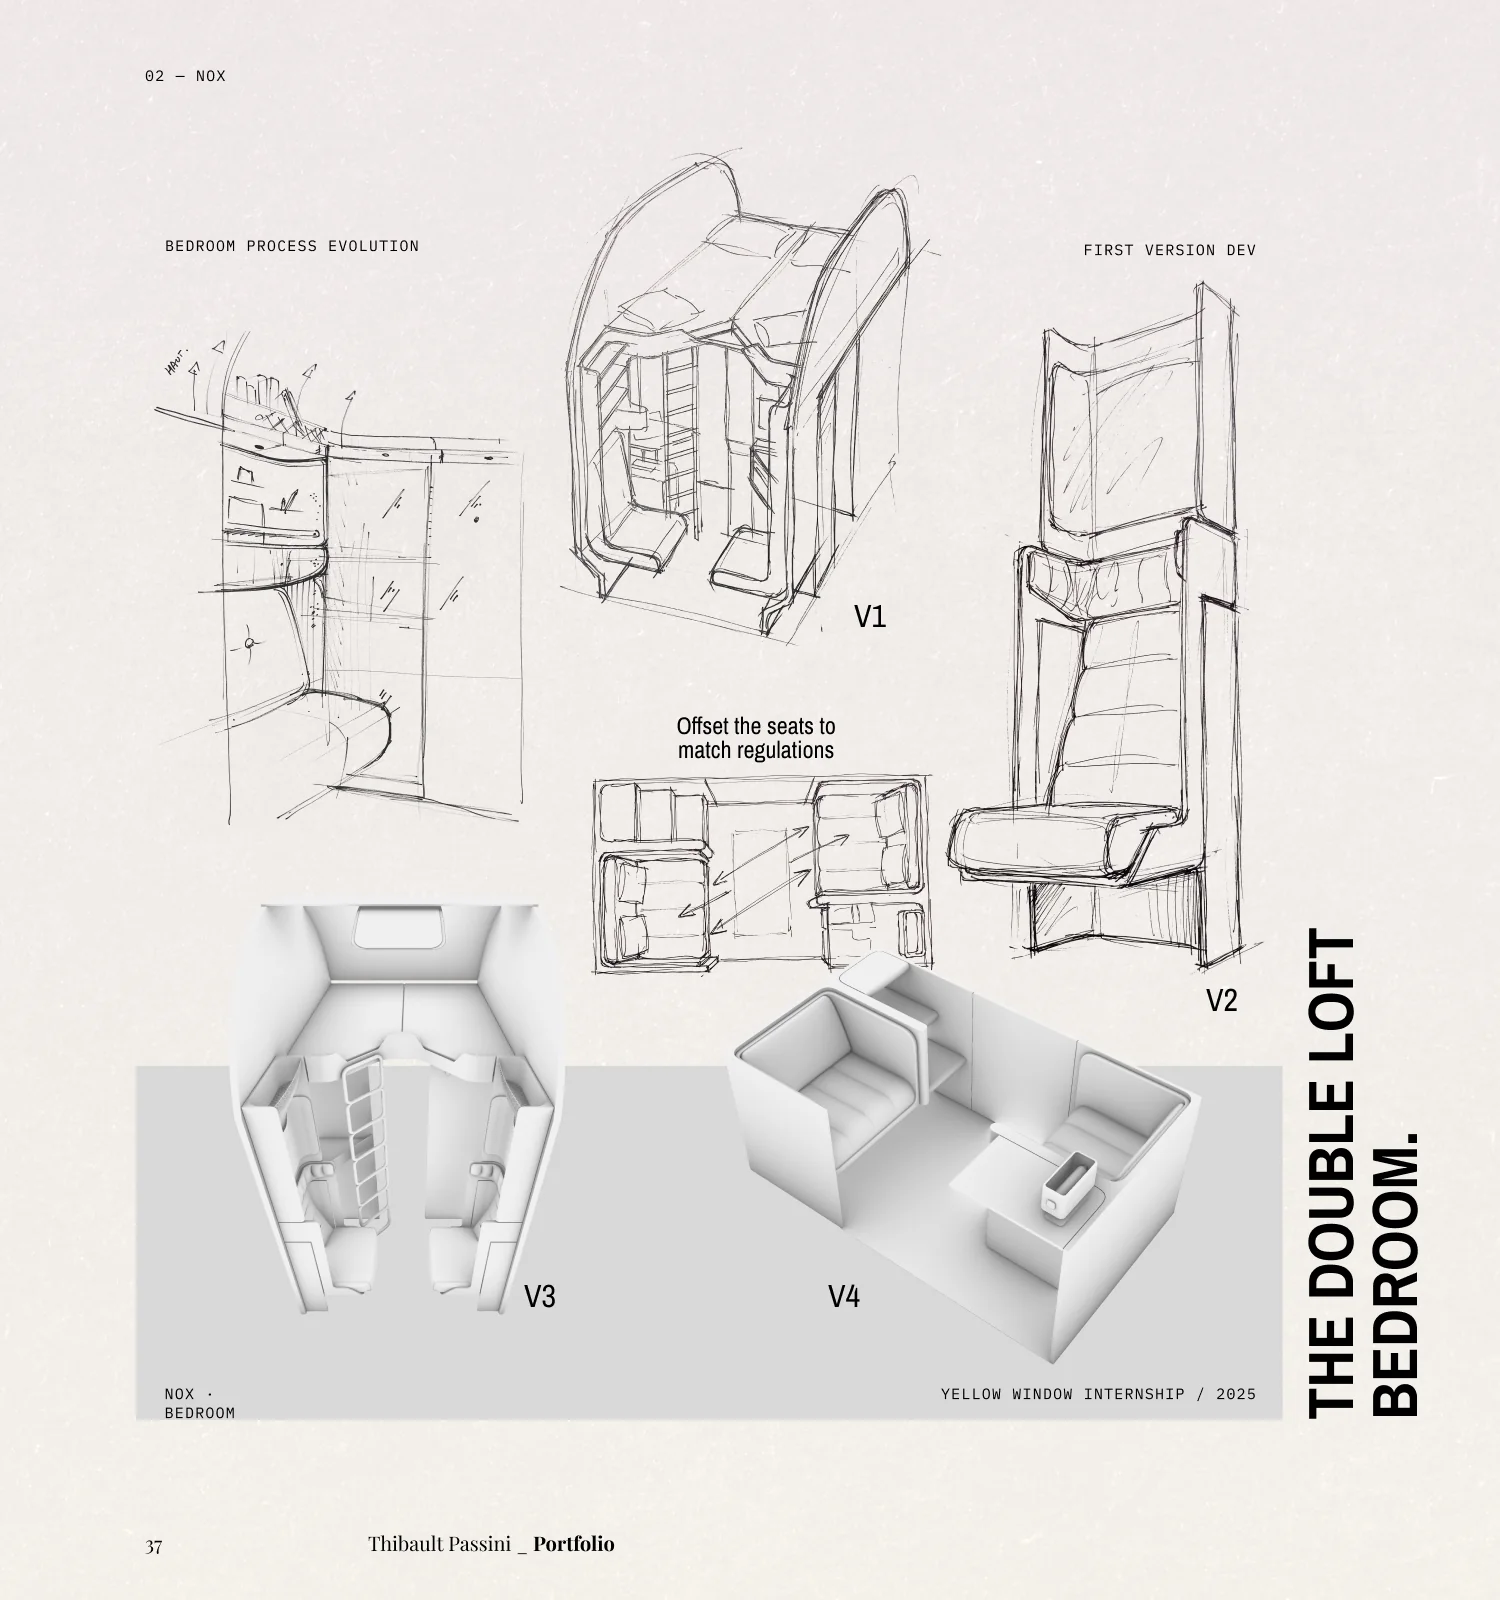 02 — NOX
BEDROOM PROCESS EVOLUTION
FIRST VERSION DEV
HAUT.
V1
Offset the seats to
match regulations
V2
THE DOUBLE LOFT
BEDROOM.
V3
V4
NOX ·
BEDROOM
YELLOW WINDOW INTERNSHIP / 2025
37
Thibault Passini _ Portfolio